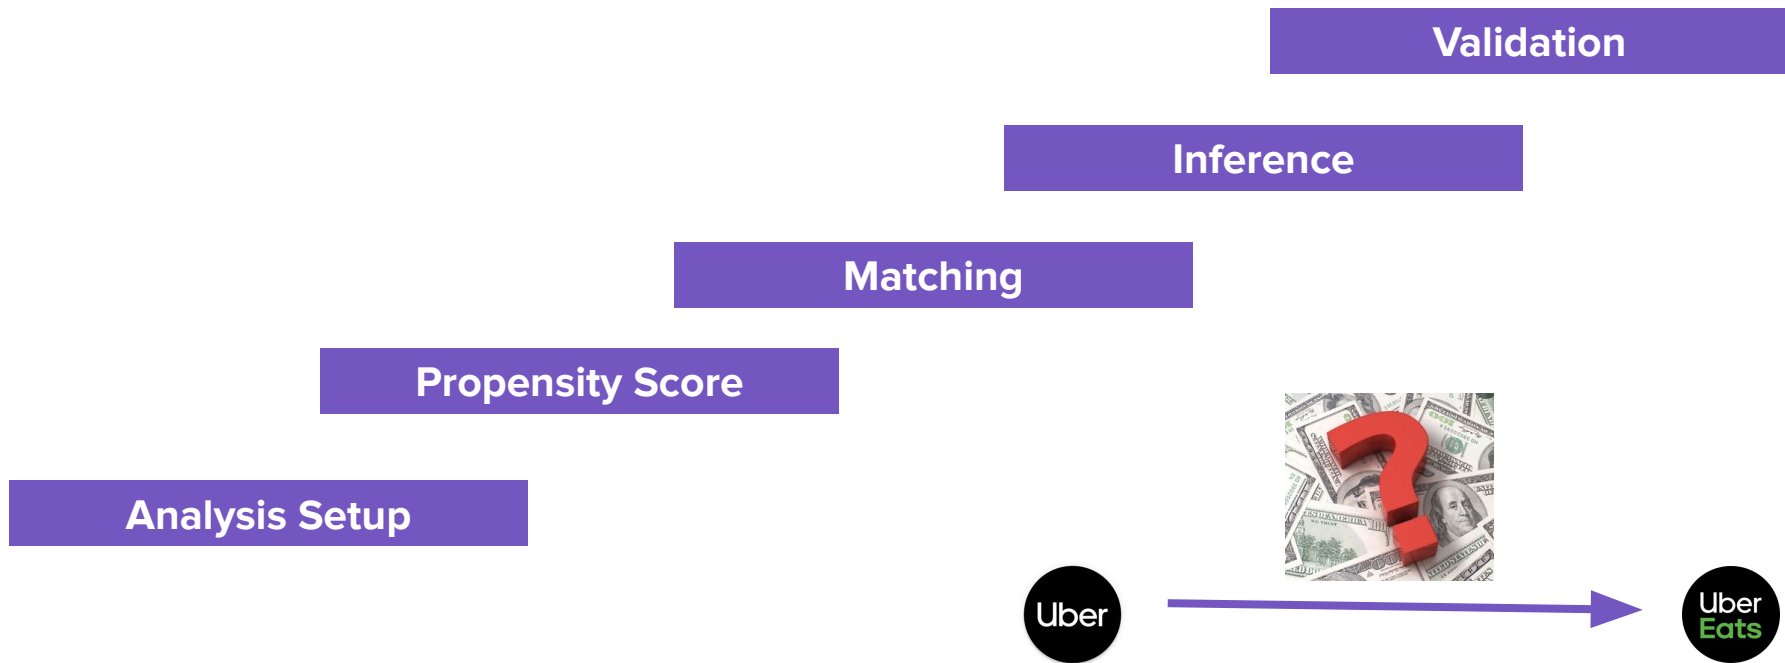 Validation
Inference
Matching
Propensity Score
Analysis Setup
Uber
Uber
Eats